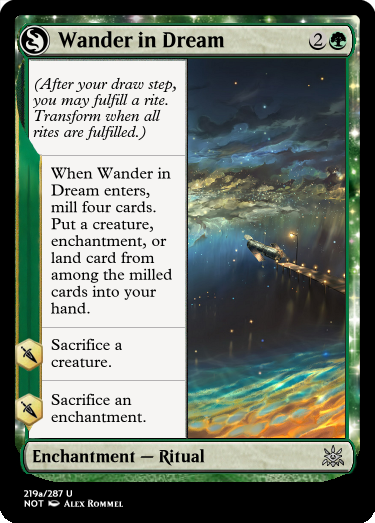 Wander in Dream 2
(After your draw step,
you may fulfill a rite.
Transform when all
rites are fulfilled.)
When Wander in
Dream enters,
mill four cards.
Put a creature,
enchantment, or
land card from
among the milled
cards into your
hand.
Sacrifice a
creature.
Sacrifice an
enchantment.
Enchantment — Ritual
219a/287 U
NOT Alex Rommel